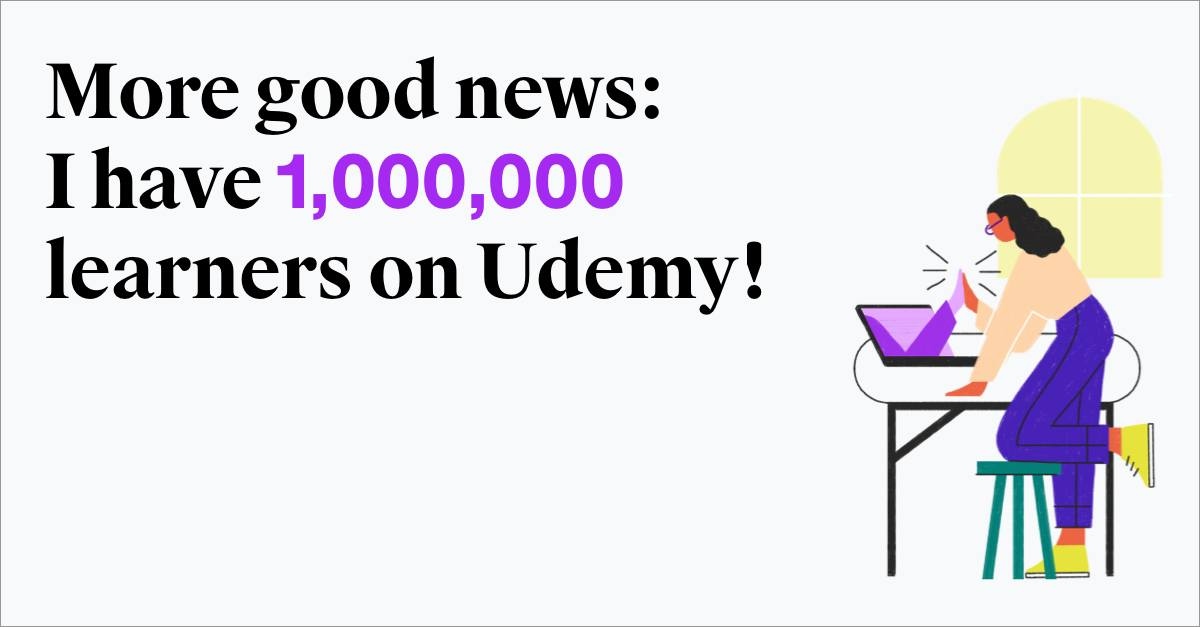 More good news:
I have 1,000,000
learners on Udemy!